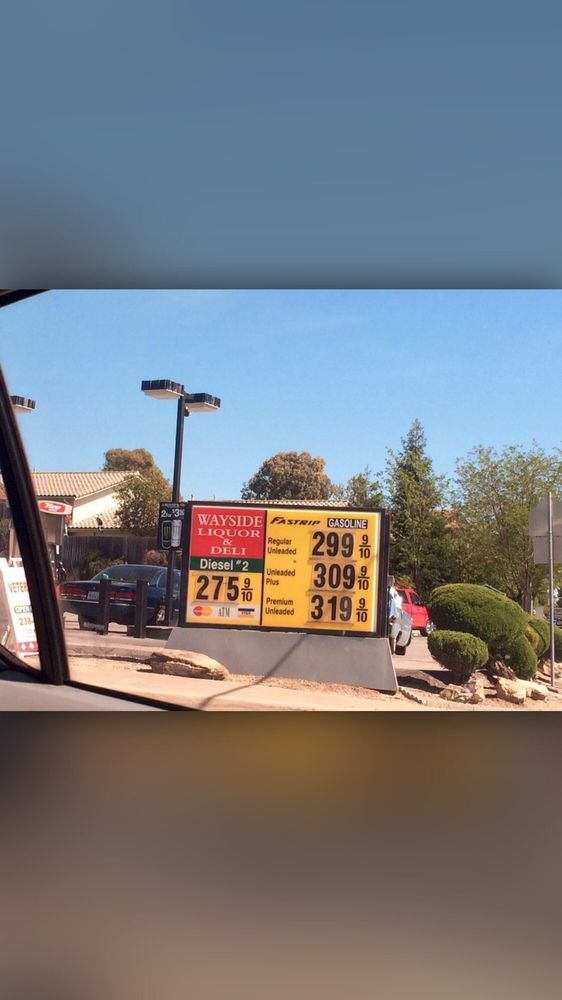 WAYSIDE
LIQUOR
&
DELI
Diesel #2
275 9/10
ATM VISA
FASTRIP GASOLINE
Regular
Unleaded
299 9/10
Unleaded
Plus
309 9/10
Premium
Unleaded
319 9/10